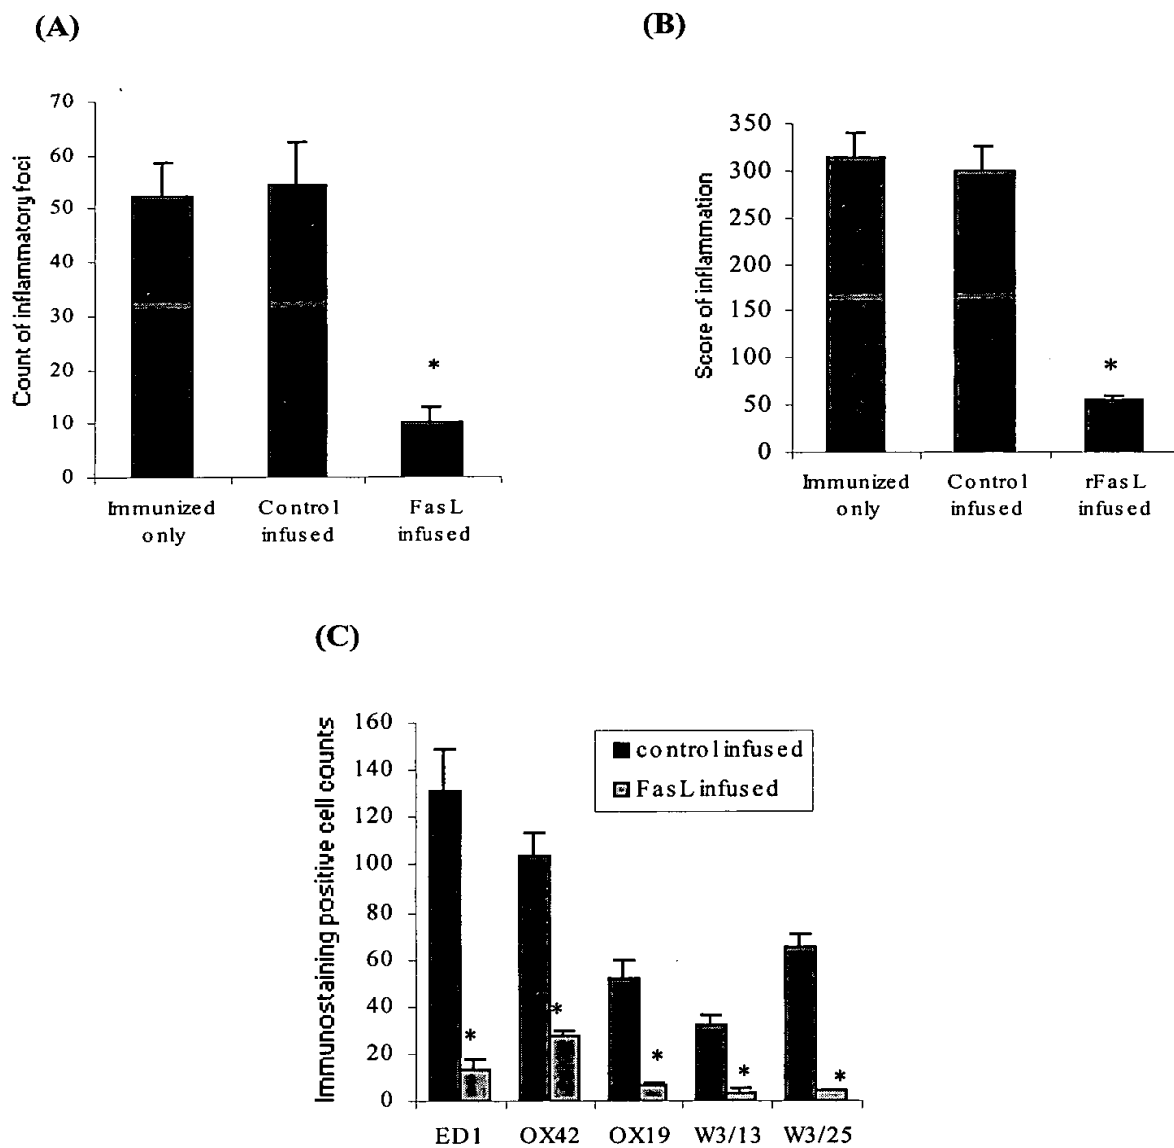 (A)
70
60
50
40
30
20
10
0
Count of inflammatory foci
*
Immunized only
Control infused
FasL infused
(B)
350
300
250
200
150
100
50
0
Score of inflammation
*
Immunized only
Control infused
rFasL infused
(C)
160
140
120
100
80
60
40
20
0
Immunostaining positive cell counts
control infused
FasL infused
*
*
*
*
*
ED1
OX42
OX19
W3/13
W3/25